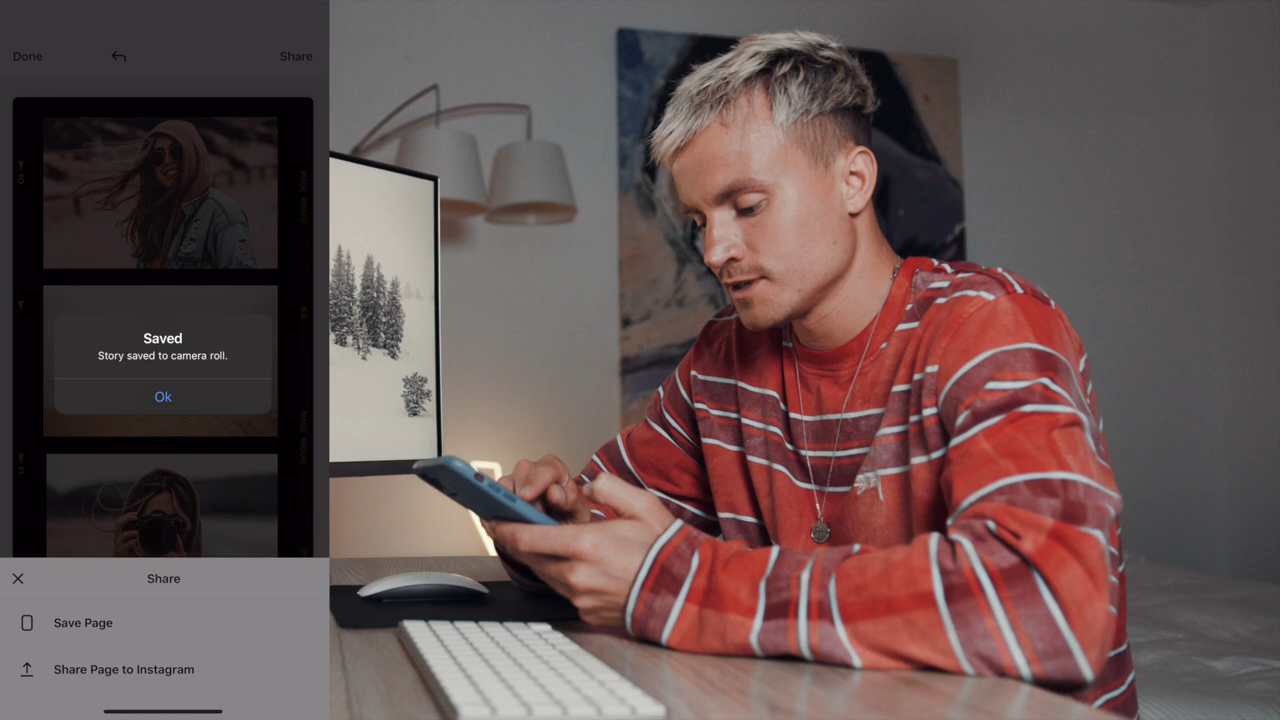 Done
Share
Saved
Story saved to camera roll.
Ok
Share
Save Page
Share Page to Instagram